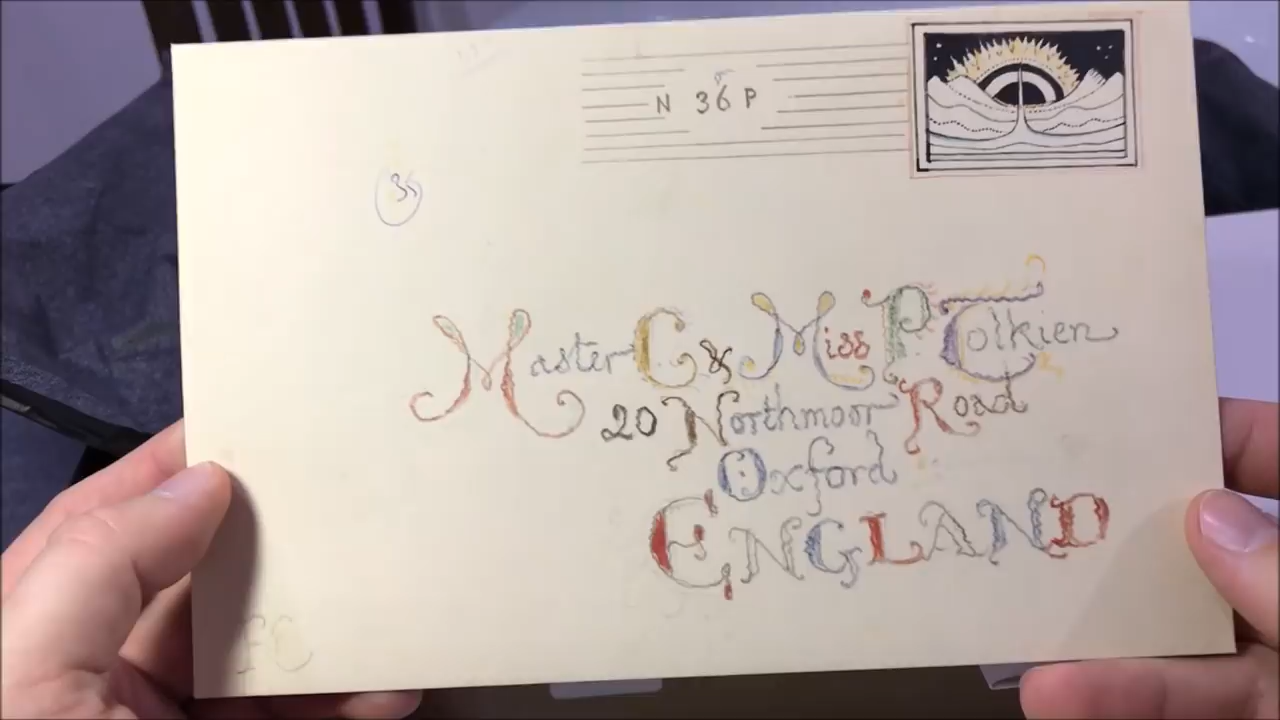 N 36 P
Master C & Miss P Tolkien
20 Northmoor Road
Oxford
ENGLAND